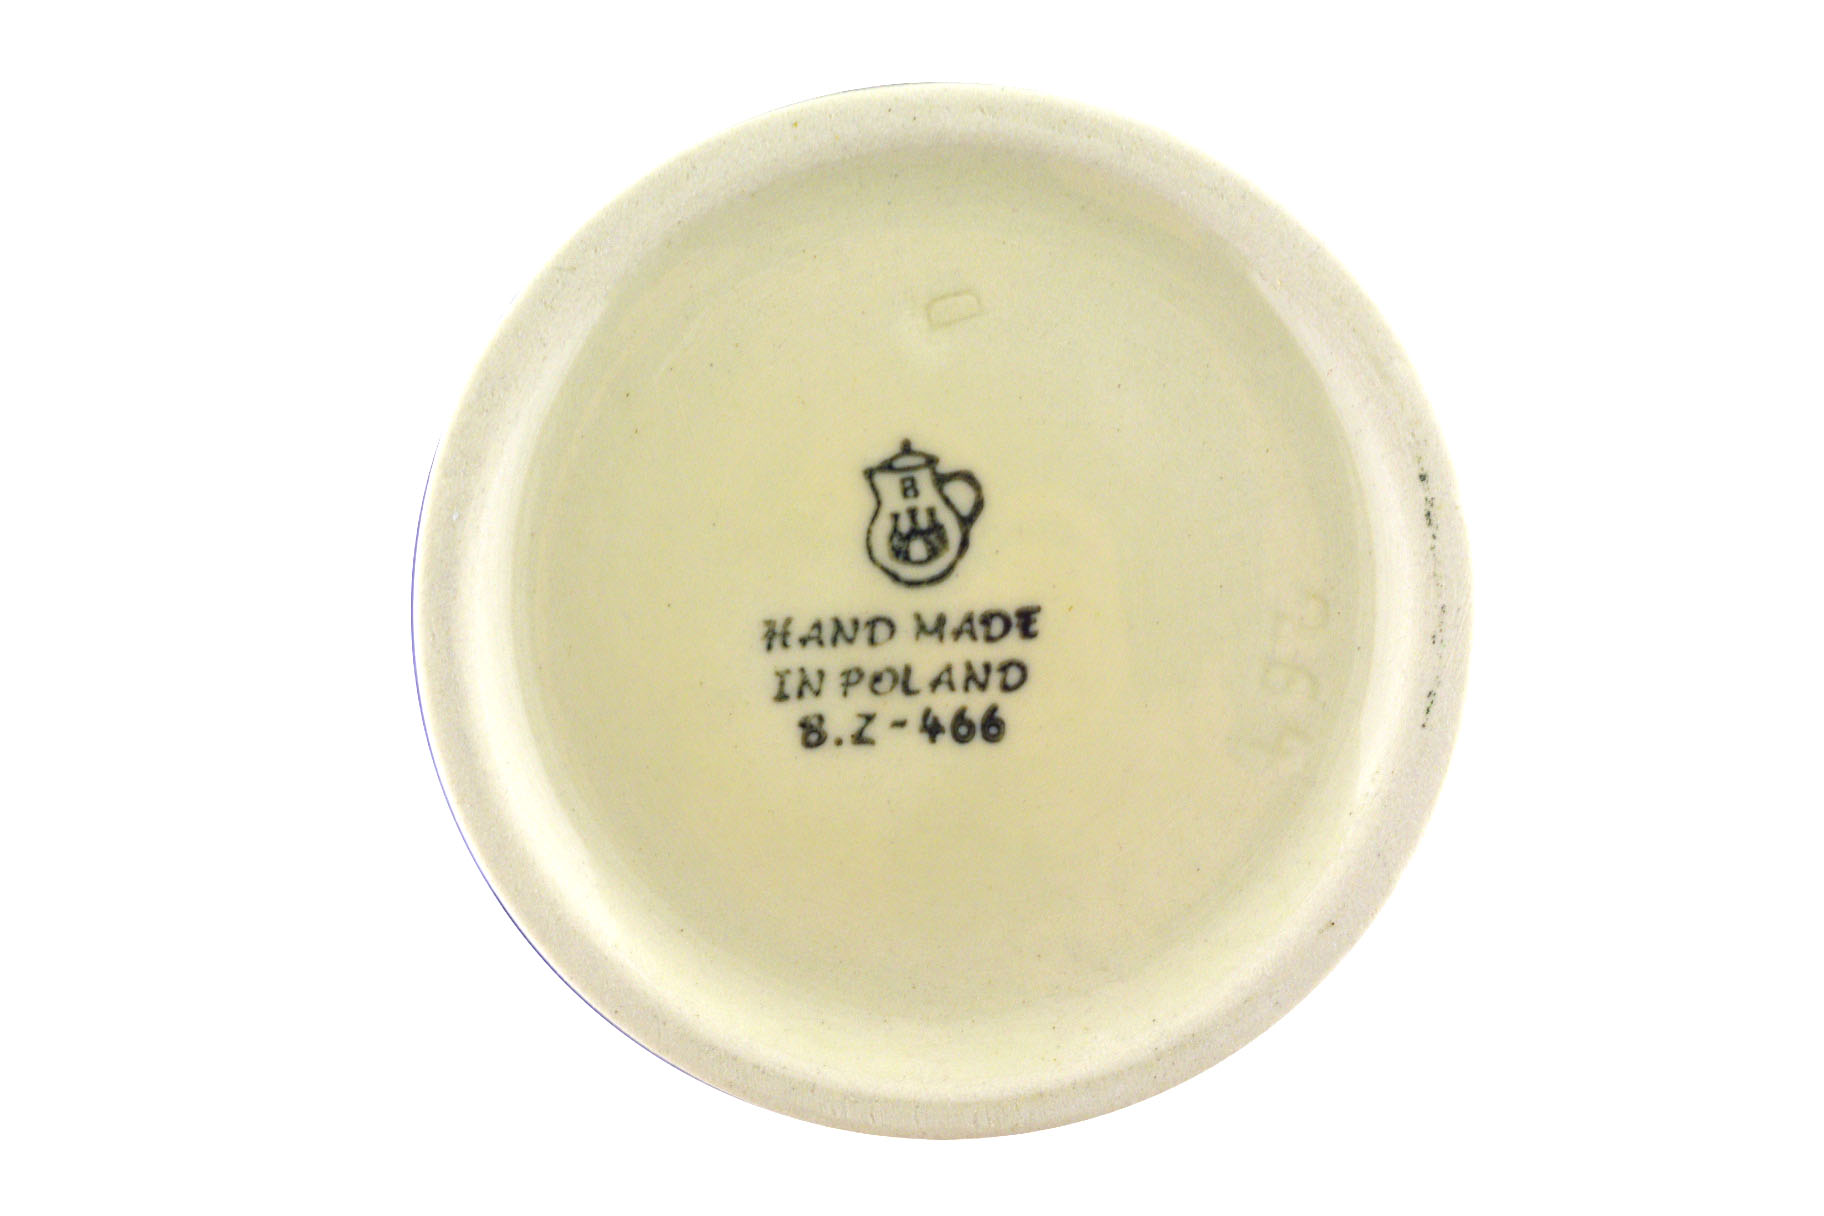 D
B
HAND MADE
IN POLAND
B.Z-466